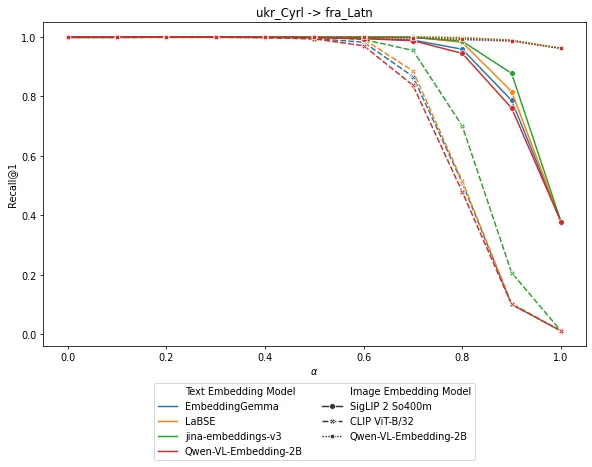 ukr_Cyrl -> fra_Latn
1.0
0.8
0.6
0.4
0.2
0.0
Recall@1
0.0 0.2 0.4 0.6 0.8 1.0
α
Text Embedding Model Image Embedding Model
EmbeddingGemma SigLIP 2 So400m
LaBSE CLIP ViT-B/32
jina-embeddings-v3 Qwen-VL-Embedding-2B
Qwen-VL-Embedding-2B